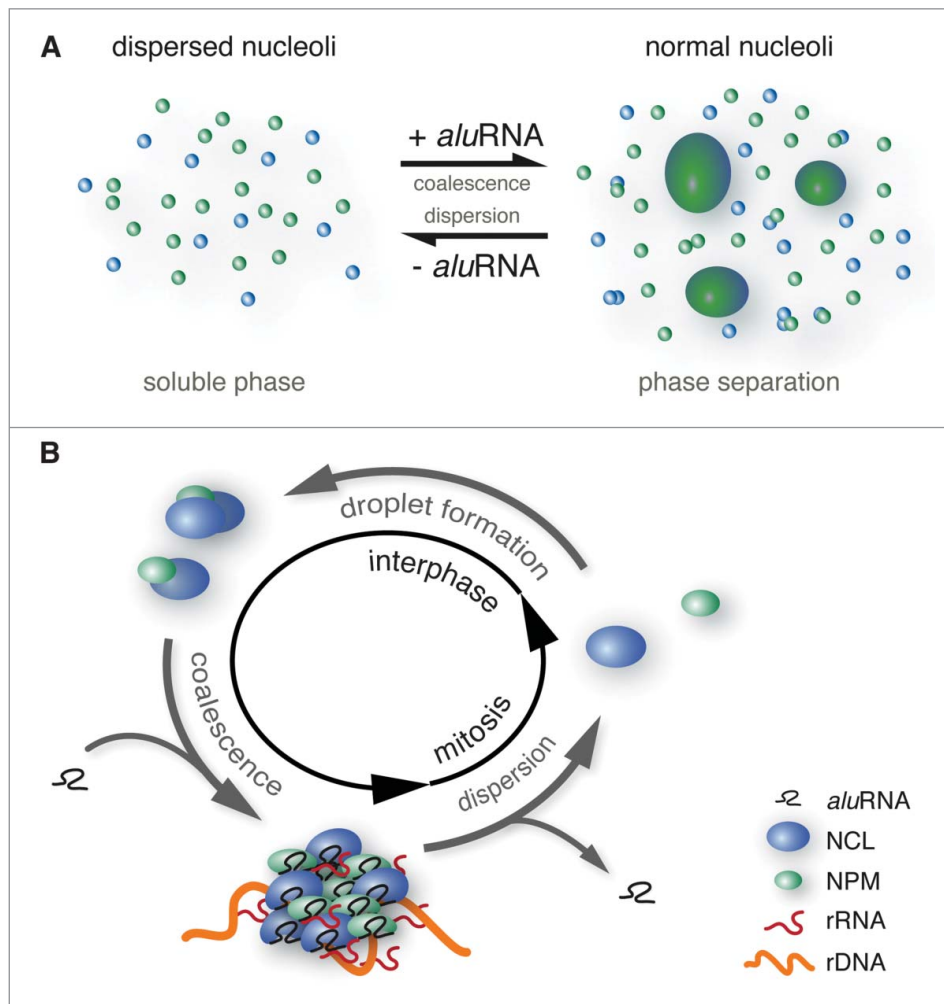 A
dispersed nucleoli
normal nucleoli
+ aluRNA
coalescence
dispersion
- aluRNA
soluble phase
phase separation
B
droplet formation
interphase
coalescence
mitosis
dispersion
aluRNA
NCL
NPM
rRNA
rDNA